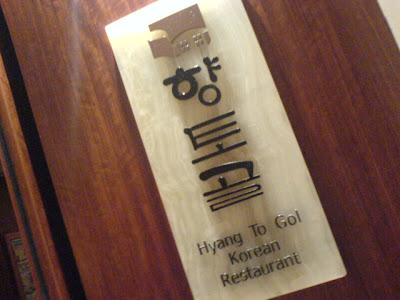 향토골
Hyang To Gol
Korean
Restaurant